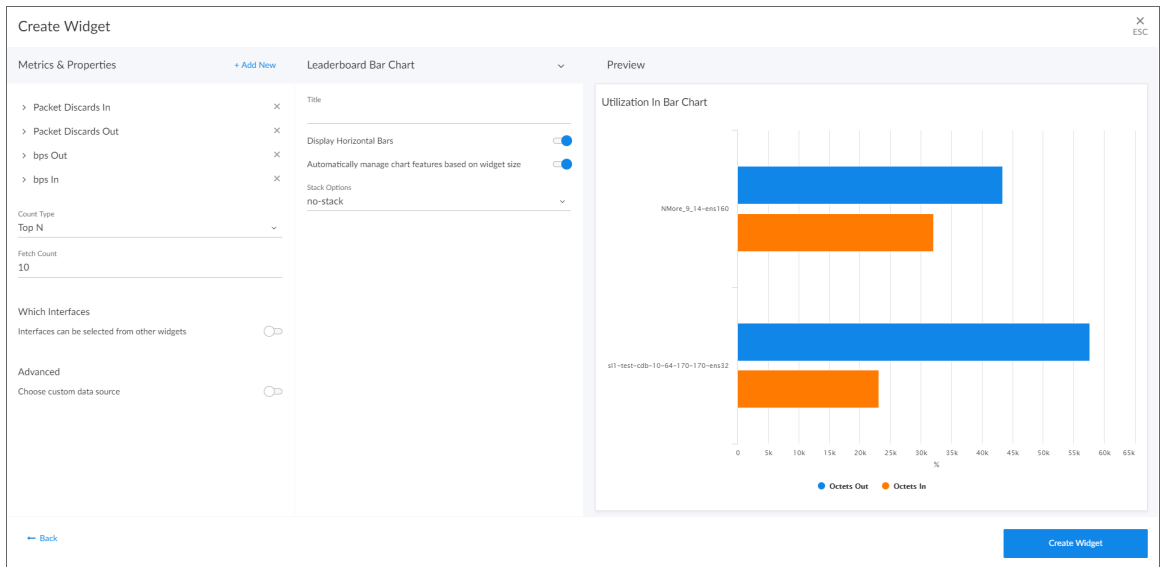 Create Widget
ESC
Metrics & Properties
+ Add New
Leaderboard Bar Chart
Preview
Packet Discards In
Packet Discards Out
bps Out
bps In
Count Type
Top N
Fetch Count
10
Which Interfaces
Interfaces can be selected from other widgets
Advanced
Choose custom data source
Title
Display Horizontal Bars
Automatically manage chart features based on widget size
Stack Options
no-stack
Utilization In Bar Chart
NMore_9_14-ens160
sl1-test-cdb-10-64-170-170-ens32
0 5k 10k 15k 20k 25k 30k 35k 40k 45k 50k 55k 60k 65k
%
Octets Out Octets In
← Back
Create Widget